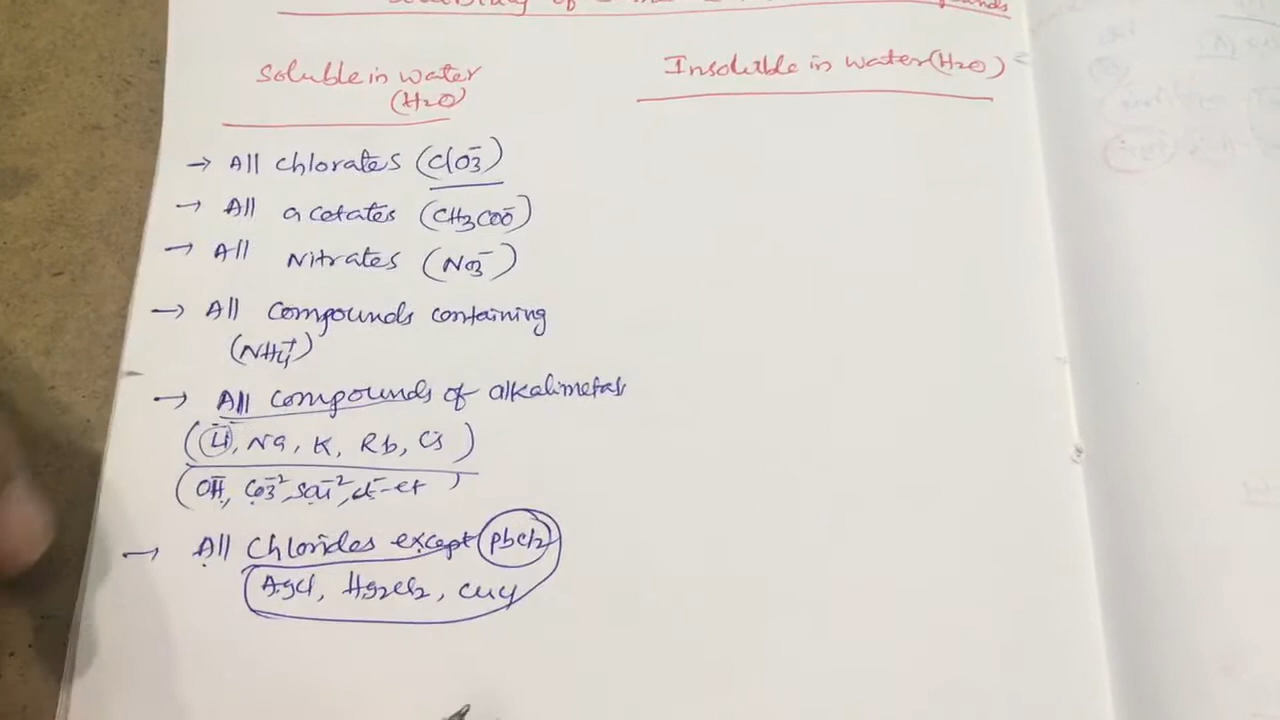 Soluble in water
(H2O)
Insoluble in water (H2O)
→ All chlorates (ClO3⁻)
→ All acetates (CH3COO⁻)
→ All Nitrates (NO3⁻)
→ All compounds containing
(NH4⁺)
→ All compounds of alkalimetals
(Li, Na, K, Rb, Cs)
(OH⁻, CO3⁻², SO4⁻², Cl⁻
→ All chlorides except PbCl2
AgCl, Hg2Cl2, CuCl